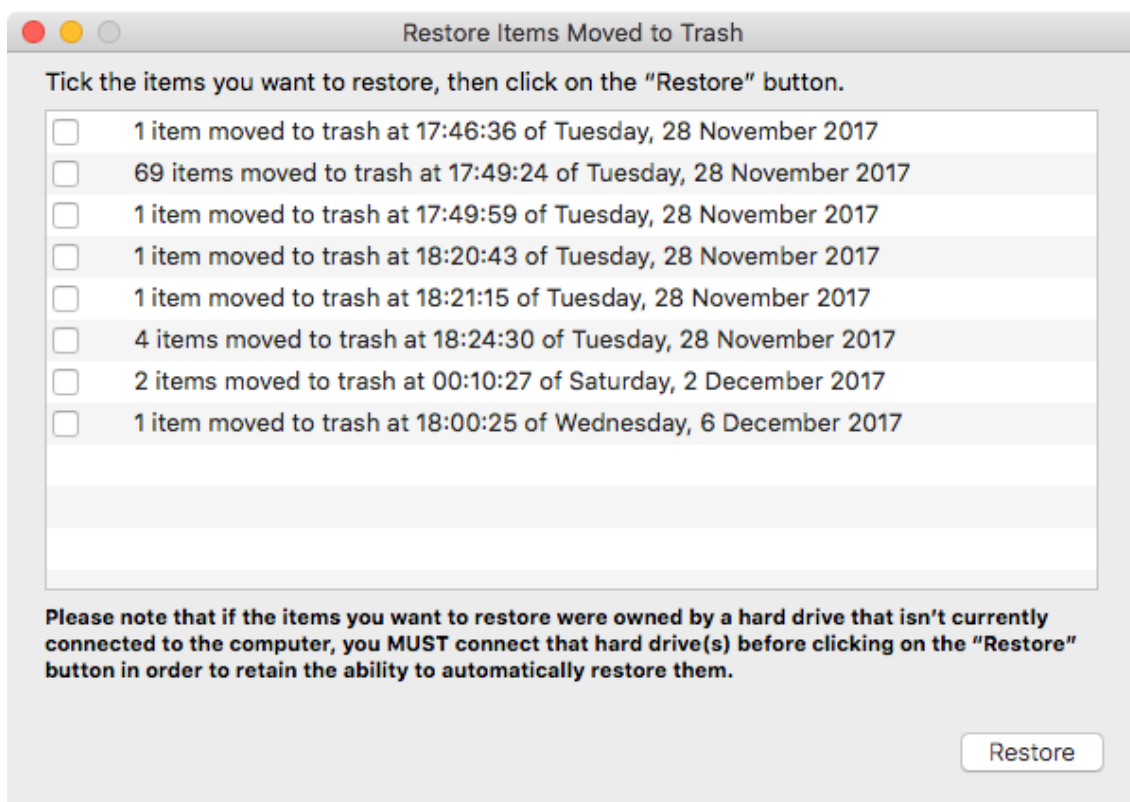 Restore Items Moved to Trash
Tick the items you want to restore, then click on the “Restore” button.
1 item moved to trash at 17:46:36 of Tuesday, 28 November 2017
69 items moved to trash at 17:49:24 of Tuesday, 28 November 2017
1 item moved to trash at 17:49:59 of Tuesday, 28 November 2017
1 item moved to trash at 18:20:43 of Tuesday, 28 November 2017
1 item moved to trash at 18:21:15 of Tuesday, 28 November 2017
4 items moved to trash at 18:24:30 of Tuesday, 28 November 2017
2 items moved to trash at 00:10:27 of Saturday, 2 December 2017
1 item moved to trash at 18:00:25 of Wednesday, 6 December 2017
Please note that if the items you want to restore were owned by a hard drive that isn’t currently
connected to the computer, you MUST connect that hard drive(s) before clicking on the “Restore”
button in order to retain the ability to automatically restore them.
Restore